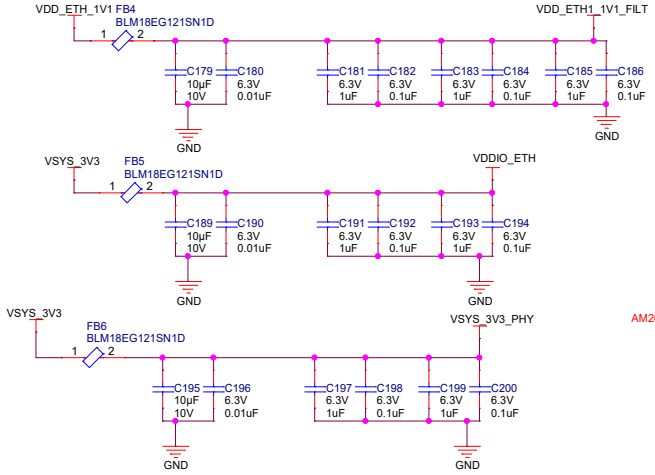 VDD_ETH_1V1 FB4 VDD_ETH1_1V1_FILT
BLM18EG121SN1D
1 2
C179 C180 C181 C182 C183 C184 C185 C186
10µF 6.3V 6.3V 6.3V 6.3V 6.3V 6.3V 6.3V
10V 0.01uF 1uF 0.1uF 1uF 0.1uF 1uF 0.1uF
GND GND
VSYS_3V3 FB5 VDDIO_ETH
BLM18EG121SN1D
1 2
C189 C190 C191 C192 C193 C194
10µF 6.3V 6.3V 6.3V 6.3V 6.3V
10V 0.01uF 1uF 0.1uF 1uF 0.1uF
GND GND
VSYS_3V3 FB6 VSYS_3V3_PHY
BLM18EG121SN1D
1 2
C195 C196 C197 C198 C199 C200
10µF 6.3V 6.3V 6.3V 6.3V 6.3V
10V 0.01uF 1uF 0.1uF 1uF 0.1uF
GND GND